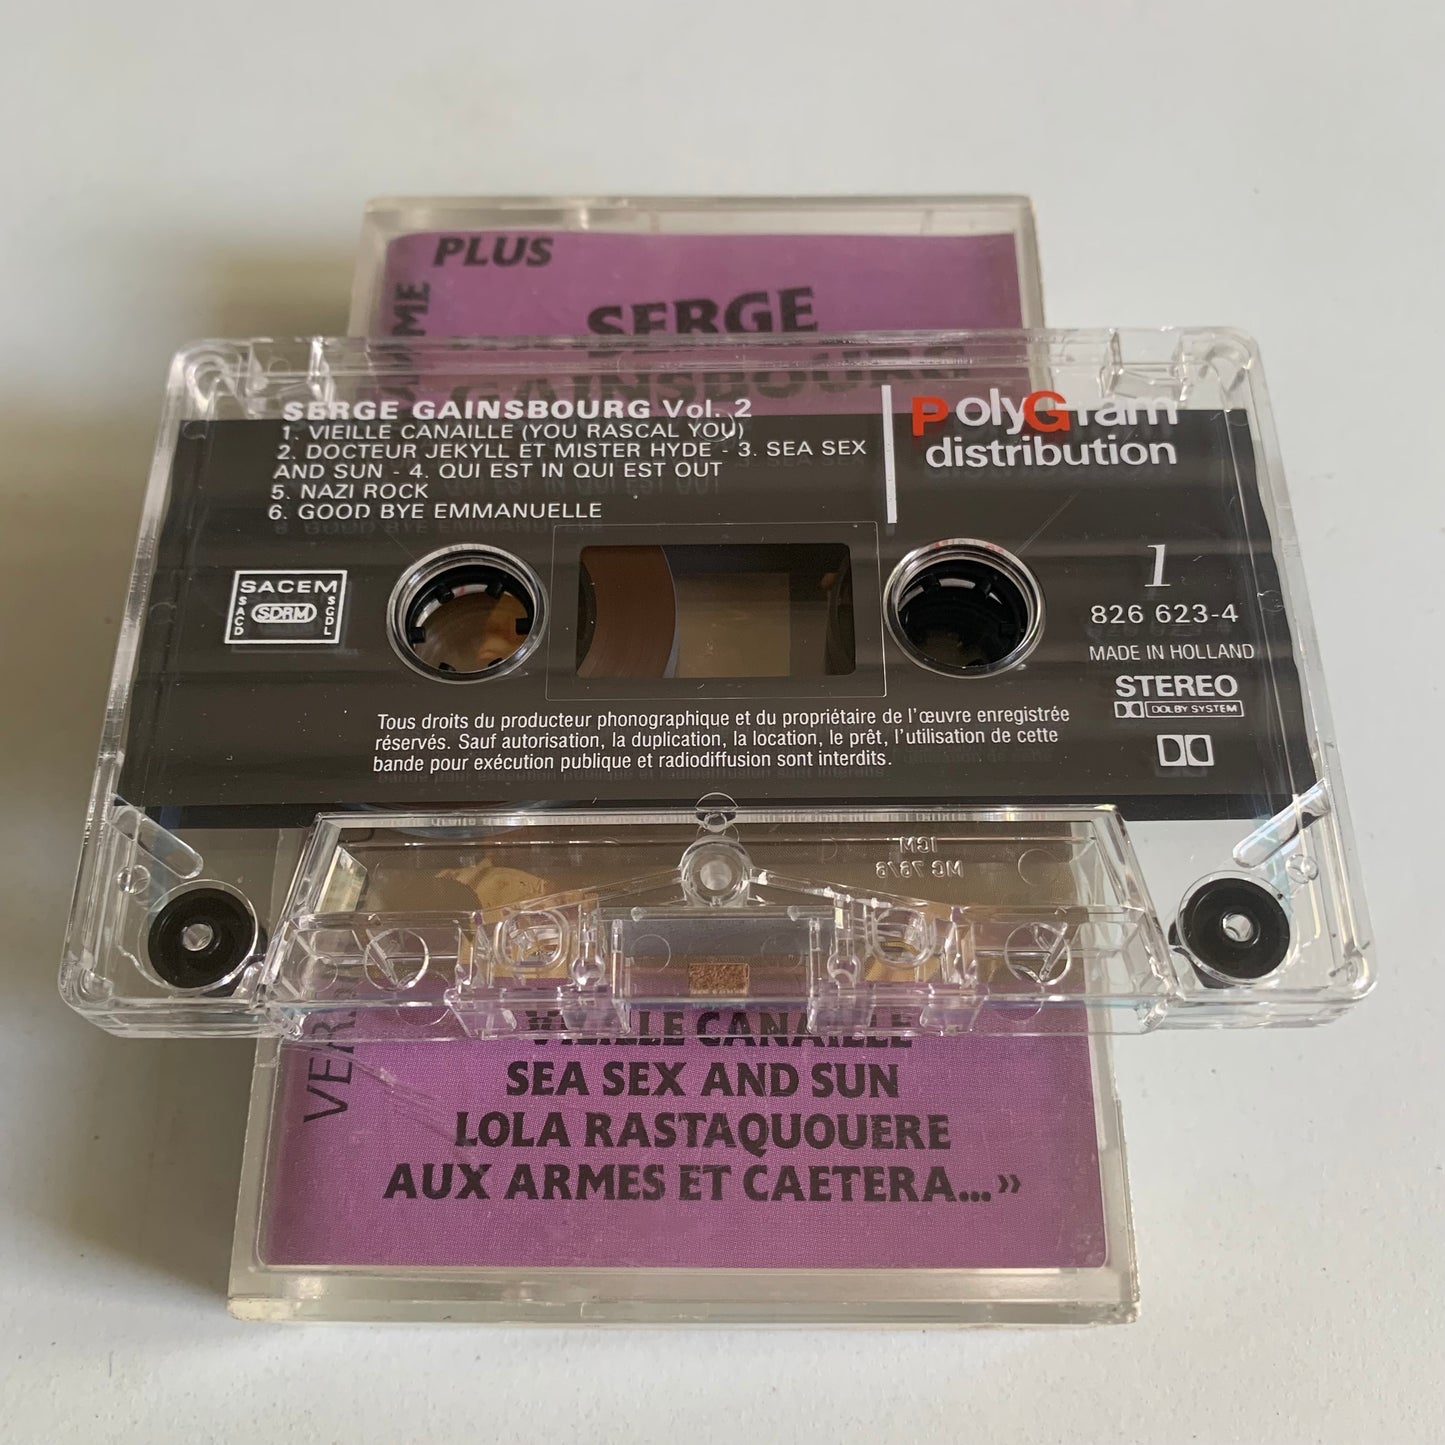 PLUS
SERGE
GAINSBOURG
SERGE GAINSBOURG Vol. 2
1. VIEILLE CANAILLE (YOU RASCAL YOU)
2. DOCTEUR JEKYLL ET MISTER HYDE - 3. SEA SEX
AND SUN - 4. QUI EST IN QUI EST OUT
5. NAZI ROCK
6. GOOD BYE EMMANUELLE
PolyGram
distribution
SACEM
SACD
SDRM
SGDL
1
826 623-4
MADE IN HOLLAND
STEREO
DOLBY SYSTEM
Tous droits du producteur phonographique et du propriétaire de l'œuvre enregistrée
réservés. Sauf autorisation, la duplication, la location, le prêt, l'utilisation de cette
bande pour exécution publique et radiodiffusion sont interdits.
VIEILLE CANAILLE
SEA SEX AND SUN
LOLA RASTAQUOUERE
AUX ARMES ET CAETERA...»